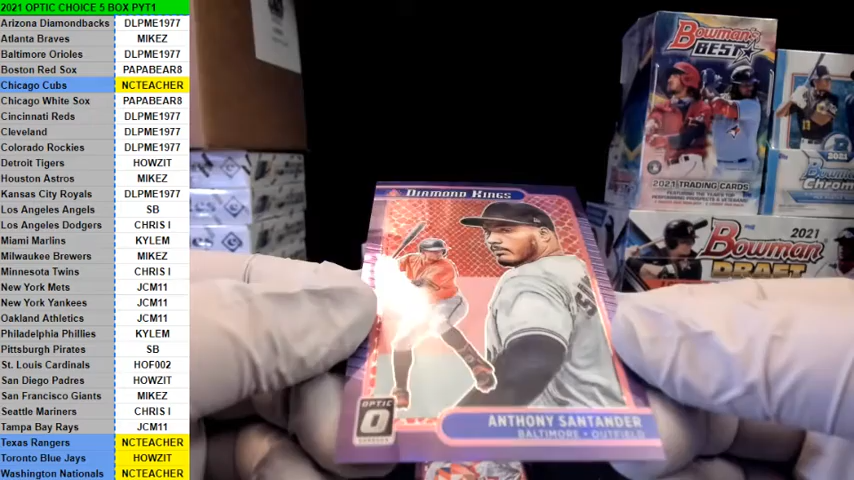 2021 OPTIC CHOICE 5 BOX PYT1
Arizona Diamondbacks DLPME1977
Atlanta Braves MIKEZ
Baltimore Orioles DLPME1977
Boston Red Sox PAPABEAR8
Chicago Cubs NCTEACHER
Chicago White Sox PAPABEAR8
Cincinnati Reds DLPME1977
Cleveland DLPME1977
Colorado Rockies DLPME1977
Detroit Tigers HOWZIT
Houston Astros MIKEZ
Kansas City Royals DLPME1977
Los Angeles Angels SB
Los Angeles Dodgers CHRIS I
Miami Marlins KYLEM
Milwaukee Brewers MIKEZ
Minnesota Twins CHRIS I
New York Mets JCM11
New York Yankees JCM11
Oakland Athletics JCM11
Philadelphia Phillies KYLEM
Pittsburgh Pirates SB
St. Louis Cardinals HOF002
San Diego Padres HOWZIT
San Francisco Giants MIKEZ
Seattle Mariners CHRIS I
Tampa Bay Rays JCM11
Texas Rangers NCTEACHER
Toronto Blue Jays HOWZIT
Washington Nationals NCTEACHER
DIAMOND KINGS
OPTIC
ANTHONY SANTANDER
BALTIMORE • OUTFIELD
Bowman's
BEST
2021 TRADING CARDS
2021
Bowman
Chrome
2021
Bowman
DRAFT